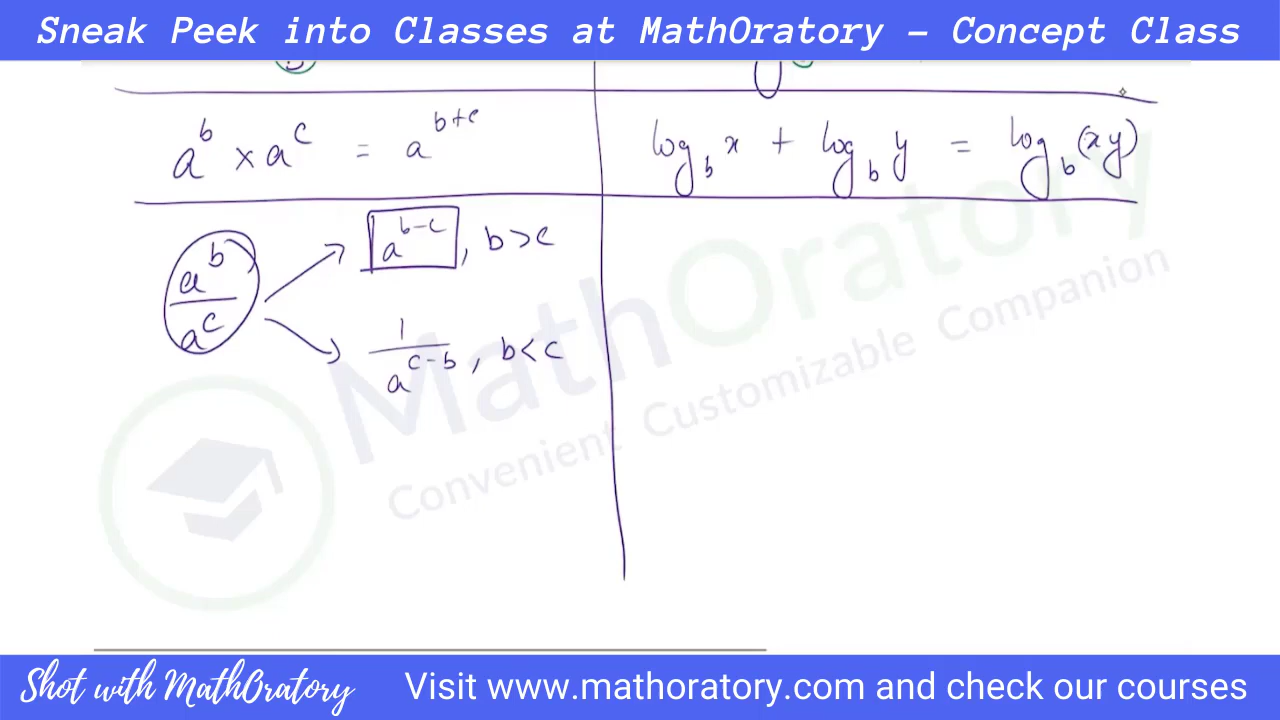 Sneak Peek into Classes at MathOratory – Concept Class
a^b × a^c = a^(b+c)
log_b x + log_b y = log_b (xy)
a^b / a^c
a^(b-c), b>c
1 / a^(c-b), b<c
MathOratory
Convenient Customizable Companion
Shot with MathOratory
Visit www.mathoratory.com and check our courses